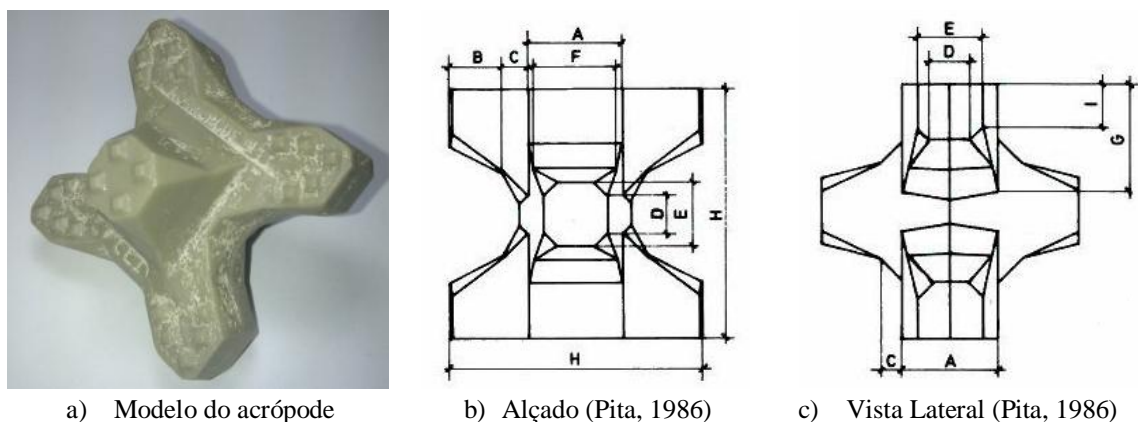 A
B
C
F
D
E
H
H
E
D
I
G
C
A
a) Modelo do acrópode
b) Alçado (Pita, 1986)
c) Vista Lateral (Pita, 1986)